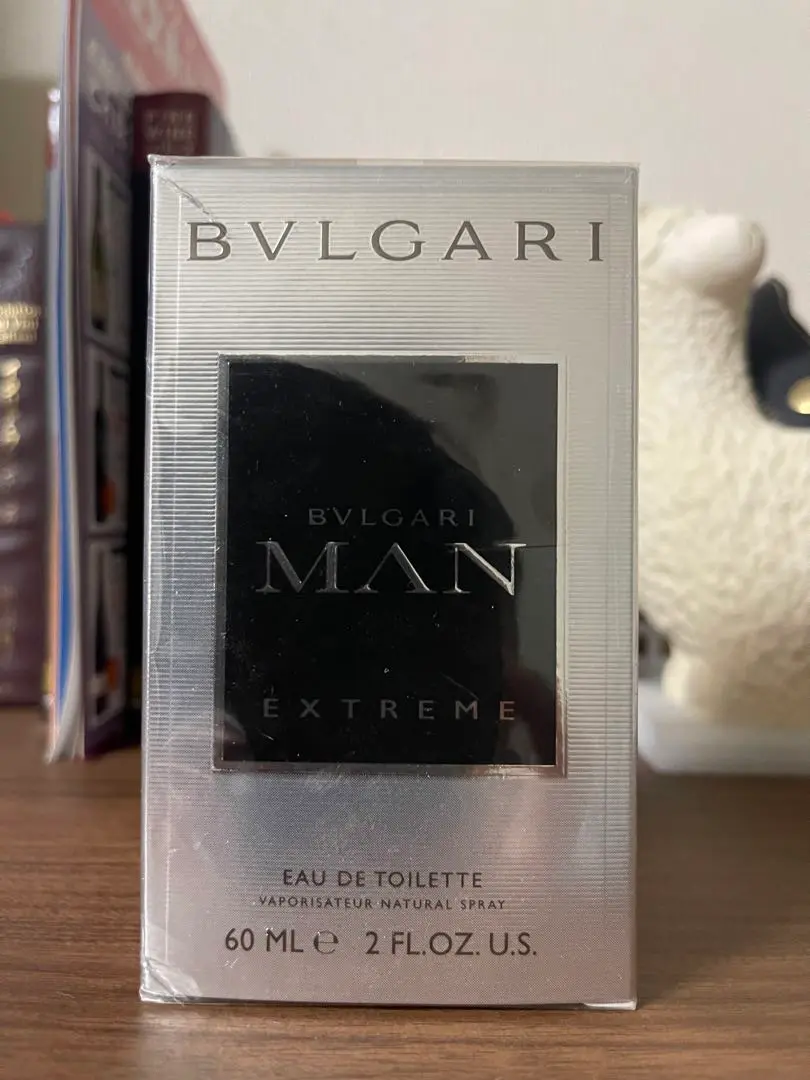 BVLGARI
BVLGARI
MAN
EXTREME
EAU DE TOILETTE
VAPORISATEUR NATURAL SPRAY
60 ML e 2 FL.OZ. U.S.